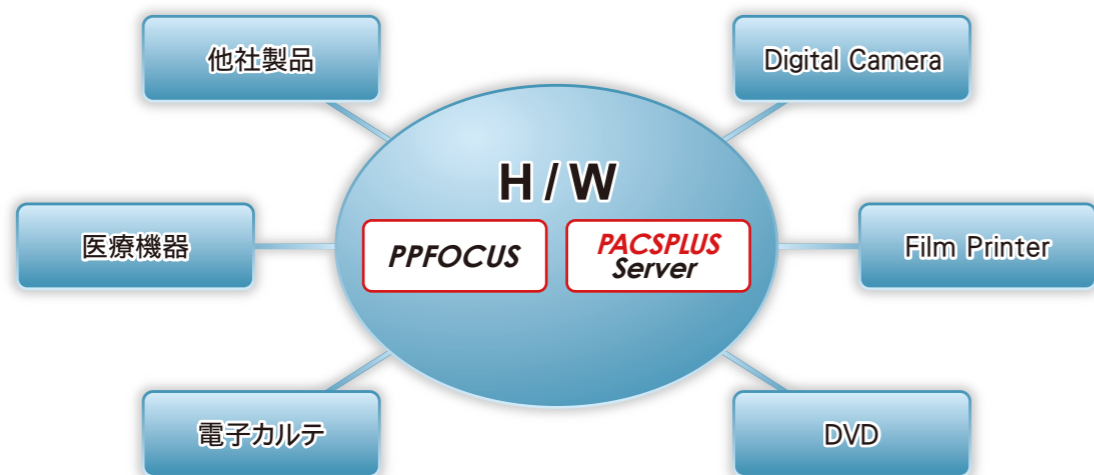 他社製品
Digital Camera
H / W
医療機器
PPFOCUS
PACSPLUS
Server
Film Printer
電子カルテ
DVD